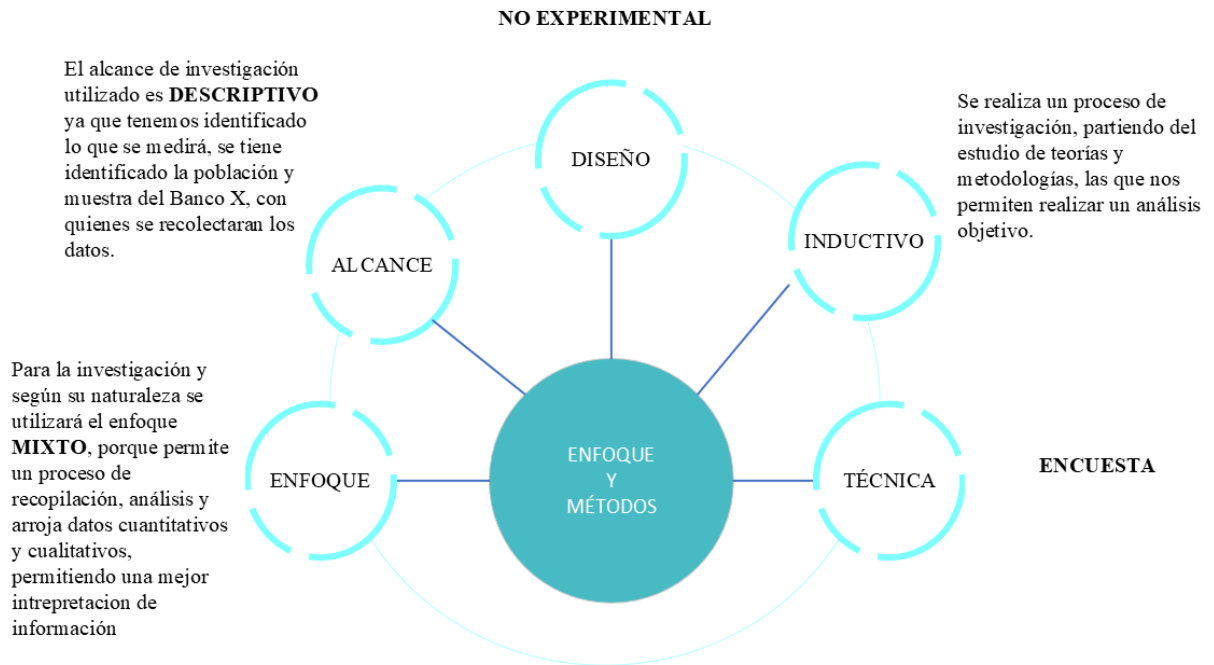 NO EXPERIMENTAL
El alcance de investigación
utilizado es DESCRIPTIVO
ya que tenemos identificado
lo que se medirá, se tiene
identificado la población y
muestra del Banco X, con
quienes se recolectaran los
datos.
DISEÑO
Se realiza un proceso de
investigación, partiendo del
estudio de teorías y
metodologías, las que nos
permiten realizar un análisis
objetivo.
ALCANCE
INDUCTIVO
Para la investigación y
según su naturaleza se
utilizará el enfoque
MIXTO, porque permite
un proceso de
recopilación, análisis y
arroja datos cuantitativos
y cualitativos,
permitiendo una mejor
intrepretacion de
información
ENFOQUE
ENFOQUE
Y
MÉTODOS
TÉCNICA
ENCUESTA